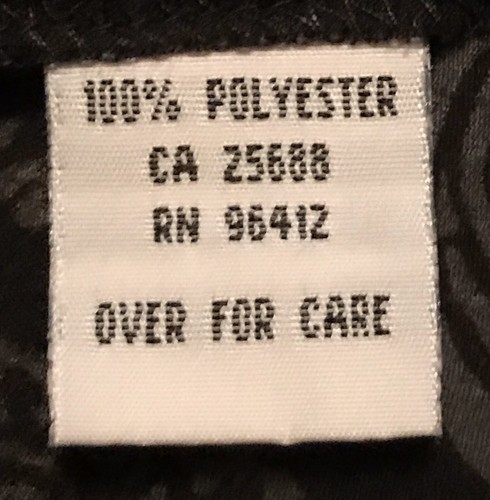 100% POLYESTER
CA 25688
RN 96412
OVER FOR CARE